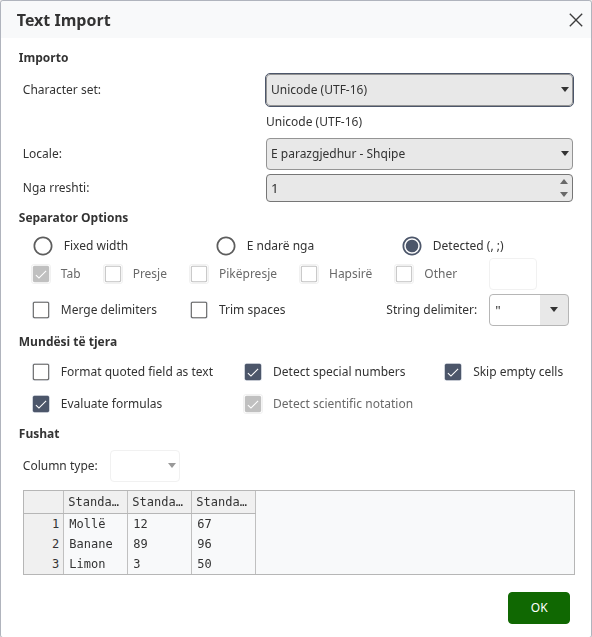 Text Import
Importo
Character set: Unicode (UTF-16)
Unicode (UTF-16)
Locale: E parazgjedhur - Shqipe
Nga rreshti: 1
Separator Options
Fixed width E ndarë nga Detected (, ;)
Tab Presje Pikëpresje Hapsirë Other
Merge delimiters Trim spaces String delimiter: "
Mundësi të tjera
Format quoted field as text Detect special numbers Skip empty cells
Evaluate formulas Detect scientific notation
Fushat
Column type:
Standa… Standa… Standa…
1 Mollë 12 67
2 Banane 89 96
3 Limon 3 50
OK